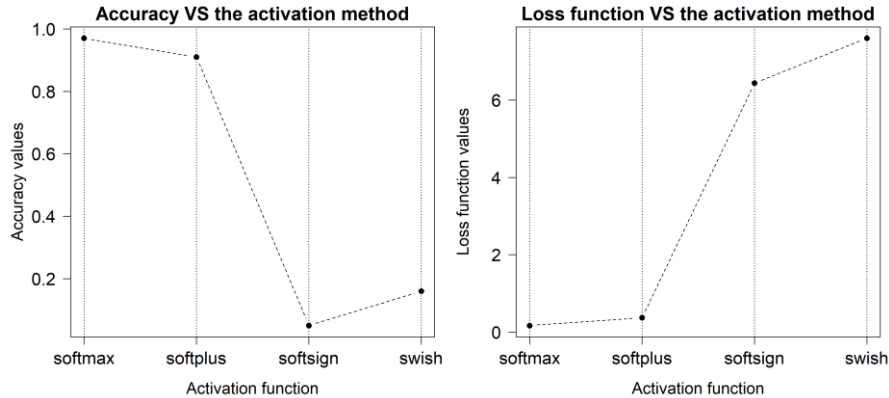 Accuracy VS the activation method
Accuracy values
1.0
0.8
0.6
0.4
0.2
softmax softplus softsign swish
Activation function
Loss function VS the activation method
Loss function values
6
4
2
0
softmax softplus softsign swish
Activation function